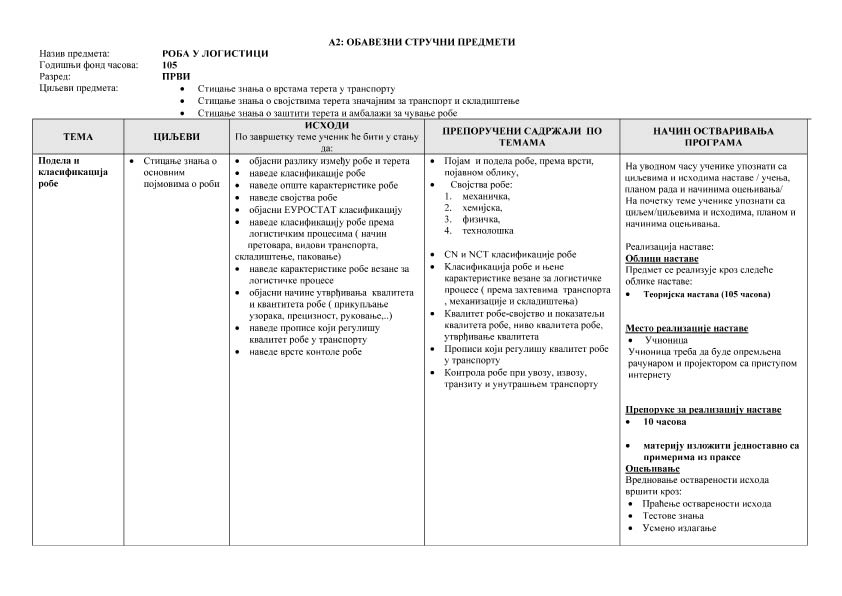 А2: ОБАВЕЗНИ СТРУЧНИ ПРЕДМЕТИ
Назив предмета: РОБА У ЛОГИСТИЦИ
Годишњи фонд часова: 105
Разред: ПРВИ
Циљеви предмета: • Стицање знања о врстама терета у транспорту
• Стицање знања о својствима терета значајним за транспорт и складиштење
• Стицање знања о заштити терета и амбалажи за чување робе
ТЕМА
ЦИЉЕВИ
ИСХОДИ
По завршетку теме ученик ће бити у стању
да:
ПРЕПОРУЧЕНИ САДРЖАЈИ ПО
ТЕМАМА
НАЧИН ОСТВАРИВАЊА
ПРОГРАМА
Подела и
класификација
робе
• Стицање знања о
основним
појмовима о роби
• објасни разлику између робе и терета
• наведе класификације робе
• наведе опште карактеристике робе
• наведе својства робе
• објасни ЕУРОСТАТ класификацију
• наведе класификацију робе према
логистичким процесима ( начин
претовара, видови транспорта,
складиштење, паковање)
• наведе карактеристике робе везане за
логистичке процесе
• објасни начине утврђивања квалитета
и квантитета робе ( прикупљање
узорака, прецизност, руковање,..)
• наведе прописе који регулишу
квалитет робе у транспорту
• наведе врсте контоле робе
• Појам и подела робе, према врсти,
појавном облику,
• Својства робе:
1. механичка,
2. хемијска,
3. физичка,
4. технолошка
• CN и NCT класификације робе
• Класификација робе и њене
карактеристике везане за логистичке
процесе ( према захтевима транспорта
, механизације и складиштења)
• Квалитет робе-својство и показатељи
квалитета робе, ниво квалитета робе,
утврђивање квалитета
• Прописи који регулишу квалитет робе
у транспорту
• Контрола робе при увозу, извозу,
транзиту и унутрашњем транспорту
На уводном часу ученике упознати са
циљевима и исходима наставе / учења,
планом рада и начинима оцењивања/
На почетку теме ученике упознати са
циљем/циљевима и исходима, планом и
начинима оцењивања.
Реализација наставе:
Облици наставе
Предмет се реализује кроз следеће
облике наставе:
• Теоријска настава (105 часова)
Место реализације наставе
• Учионица
Учионица треба да буде опремљена
рачунаром и пројектором са приступом
интернету
Препоруке за реализацију наставе
• 10 часова
• материју изложити једноставно са
примерима из праксе
Оцењивање
Вредновање остварености исхода
вршити кроз:
• Праћење остварености исхода
• Тестове знања
• Усмено излагање